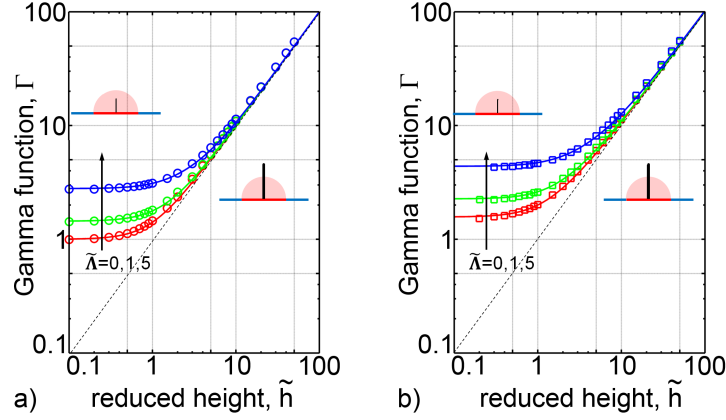 Gamma function, Γ
100
10
1
0.1
Λ̃=0,1,5
0.1 1 10 100
a) reduced height, h̃
Gamma function, Γ
100
10
1
0.1
Λ̃=0,1,5
0.1 1 10 100
b) reduced height, h̃